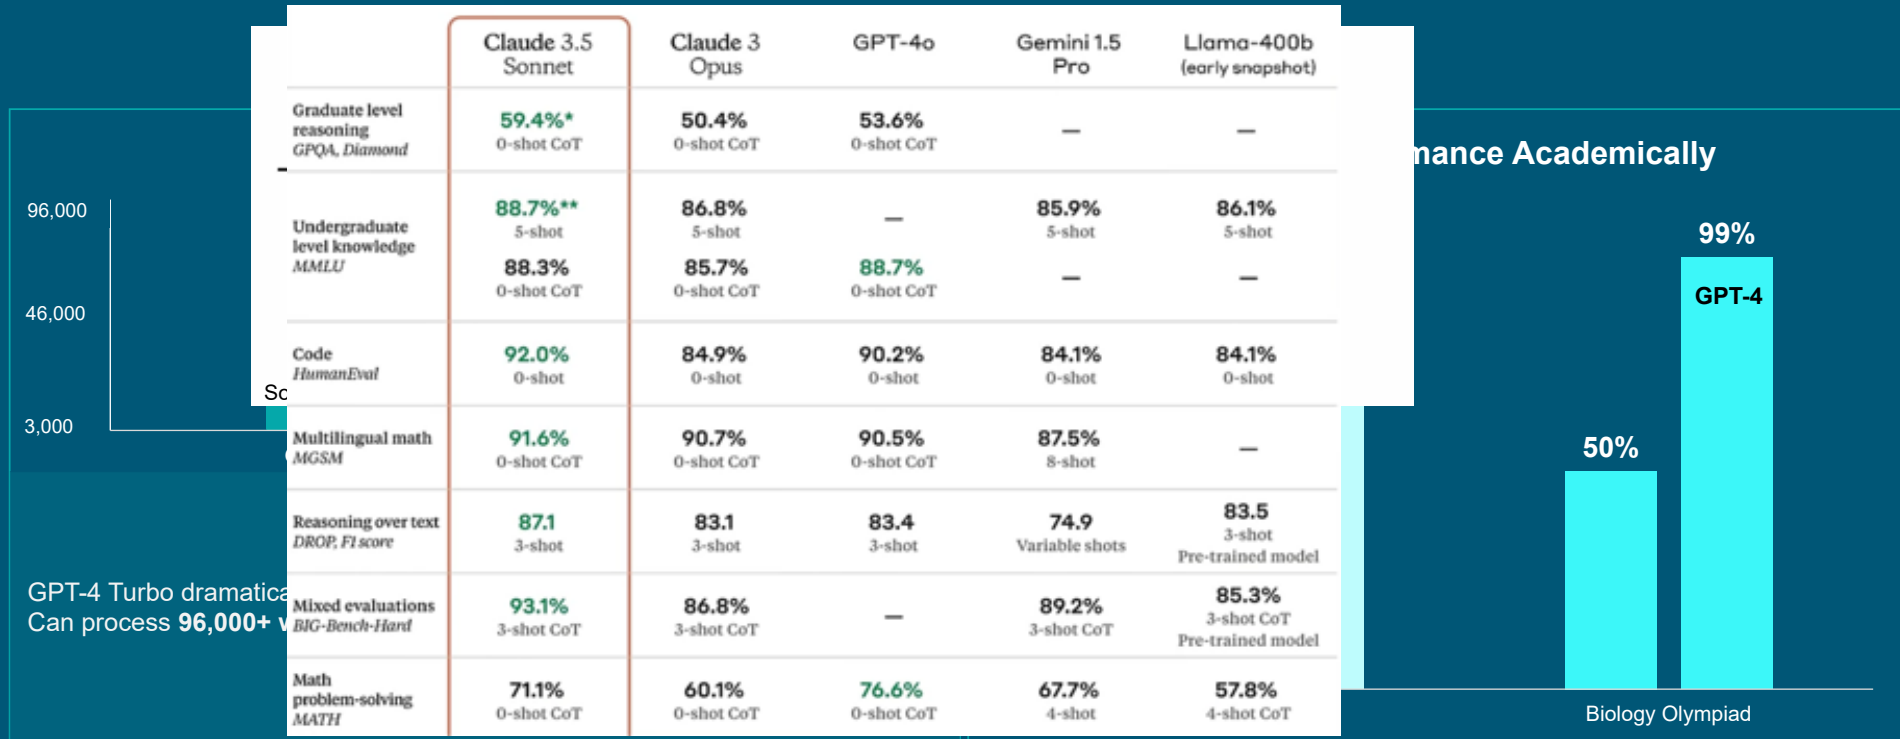 Claude 3.5 Sonnet
Claude 3 Opus
GPT-4o
Gemini 1.5 Pro
Llama-400b (early snapshot)
Graduate level reasoning
GPQA, Diamond
59.4%* 50.4% 53.6% — —
0-shot CoT 0-shot CoT 0-shot CoT
Undergraduate level knowledge
MMLU
88.7%** 86.8% — 85.9% 86.1%
5-shot 5-shot 5-shot 5-shot
88.3% 85.7% 88.7% — —
0-shot CoT 0-shot CoT 0-shot CoT
Code
HumanEval
92.0% 84.9% 90.2% 84.1% 84.1%
0-shot 0-shot 0-shot 0-shot 0-shot
Multilingual math
MGSM
91.6% 90.7% 90.5% 87.5% —
0-shot CoT 0-shot CoT 0-shot CoT 8-shot
Reasoning over text
DROP, F1 score
87.1 83.1 83.4 74.9 83.5
3-shot 3-shot 3-shot Variable shots 3-shot
Pre-trained model
Mixed evaluations
BIG-Bench-Hard
93.1% 86.8% — 89.2% 85.3%
3-shot CoT 3-shot CoT 3-shot CoT 3-shot CoT
Pre-trained model
Math problem-solving
MATH
71.1% 60.1% 76.6% 67.7% 57.8%
0-shot CoT 0-shot CoT 0-shot CoT 4-shot 4-shot CoT
96,000
46,000
3,000
GPT-4 Turbo
Can process 96,000+
Academically
99%
GPT-4
50%
Biology Olympiad